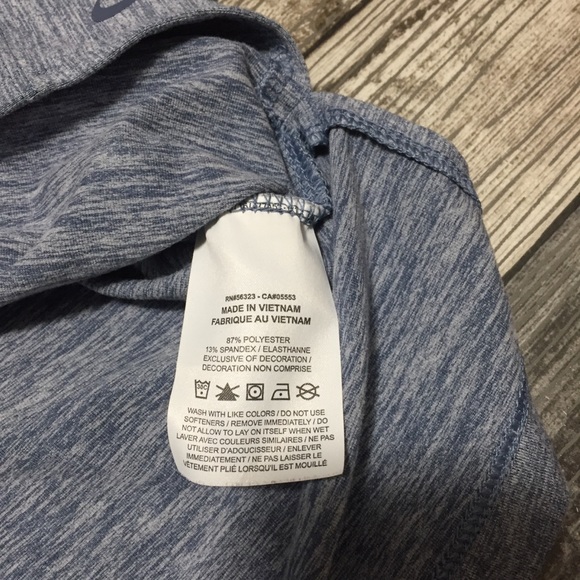 RN#56323 - CA#05553
MADE IN VIETNAM
FABRIQUE AU VIETNAM
87% POLYESTER
13% SPANDEX / ELASTHANNE
EXCLUSIVE OF DECORATION /
DECORATION NON COMPRISE
30C
WASH WITH LIKE COLORS / DO NOT USE
SOFTENERS / REMOVE IMMEDIATELY / DO
NOT ALLOW TO LAY ON ITSELF WHEN WET
LAVER AVEC COULEURS SIMILAIRES / NE PAS
UTILISER D'ADOUCISSEUR / ENLEVER
IMMEDIATEMENT / NE PAS LAISSER LE
VÊTEMENT PLIÉ LORSQU'IL EST MOUILLÉ